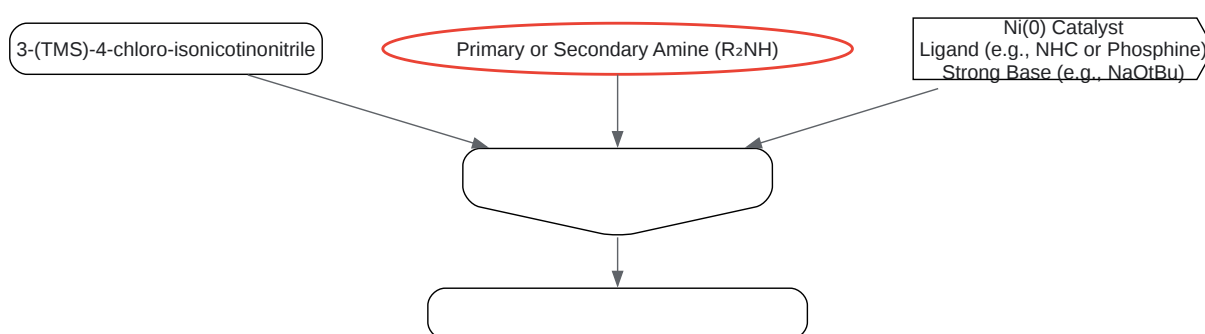 3-(TMS)-4-chloro-isonicotinonitrile
Primary or Secondary Amine (R₂NH)
Ni(0) Catalyst
Ligand (e.g., NHC or Phosphine)
Strong Base (e.g., NaOtBu)